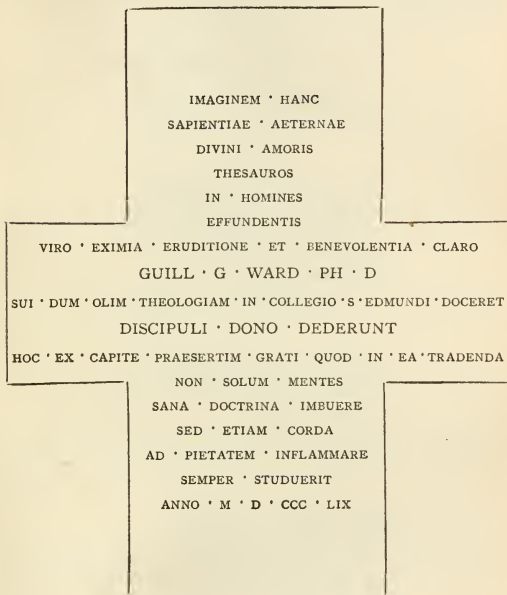 IMAGINEM · HANC
SAPIENTIAE · AETERNAE
DIVINI · AMORIS
THESAUROS
IN · HOMINES
EFFUNDENTIS
VIRO · EXIMIA · ERUDITIONE · ET · BENEVOLENTIA · CLARO
GUILL · G · WARD · PH · D
SUI · DUM · OLIM · THEOLOGIAM · IN · COLLEGIO · S · EDMUNDI · DOCERET
DISCIPULI · DONO · DEDERUNT
HOC · EX · CAPITE · PRAESERTIM · GRATI · QUOD · IN · EA · TRADENDA
NON · SOLUM · MENTES
SANA · DOCTRINA · IMBUERE
SED · ETIAM · CORDA
AD · PIETATEM · INFLAMMARE
SEMPER · STUDUERIT
ANNO · M · D · CCC · LIX